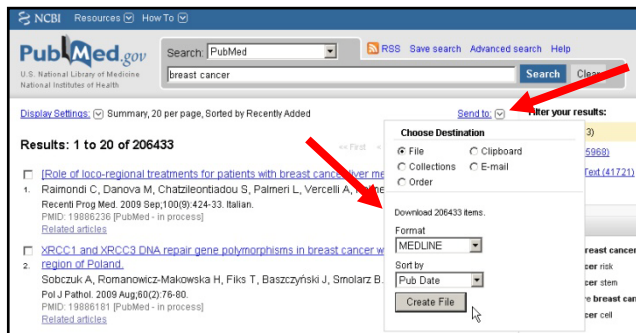 NCBI Resources How To
PubMed.gov
U.S. National Library of Medicine
National Institutes of Health
Search: PubMed
RSS Save search Advanced search Help
breast cancer
Search Clear
Display Settings: Summary, 20 per page, Sorted by Recently Added
Send to:
Filter your results:
Results: 1 to 20 of 206433
<< First <
Choose Destination
File Clipboard
Collections E-mail
Order
Download 206433 items.
Format
MEDLINE
Sort by
Pub Date
Create File
[Role of loco-regional treatments for patients with breast cancer liver me
1. Raimondi C, Danova M, Chatzileontiadou S, Palmeri L, Vercelli A,
Recenti Prog Med. 2009 Sep;100(9):424-33. Italian.
PMID: 19886236 [PubMed - in process]
Related articles
XRCC1 and XRCC3 DNA repair gene polymorphisms in breast cancer w
2. region of Poland.
Sobczuk A, Romanowicz-Makowska H, Fiks T, Baszczyński J, Smolarz B.
Pol J Pathol. 2009 Aug;60(2):76-80.
PMID: 19886181 [PubMed - in process]
Related articles
3)
5968)
Text (41721)
reast cancer
cer risk
cer stem
e breast can
cer cell